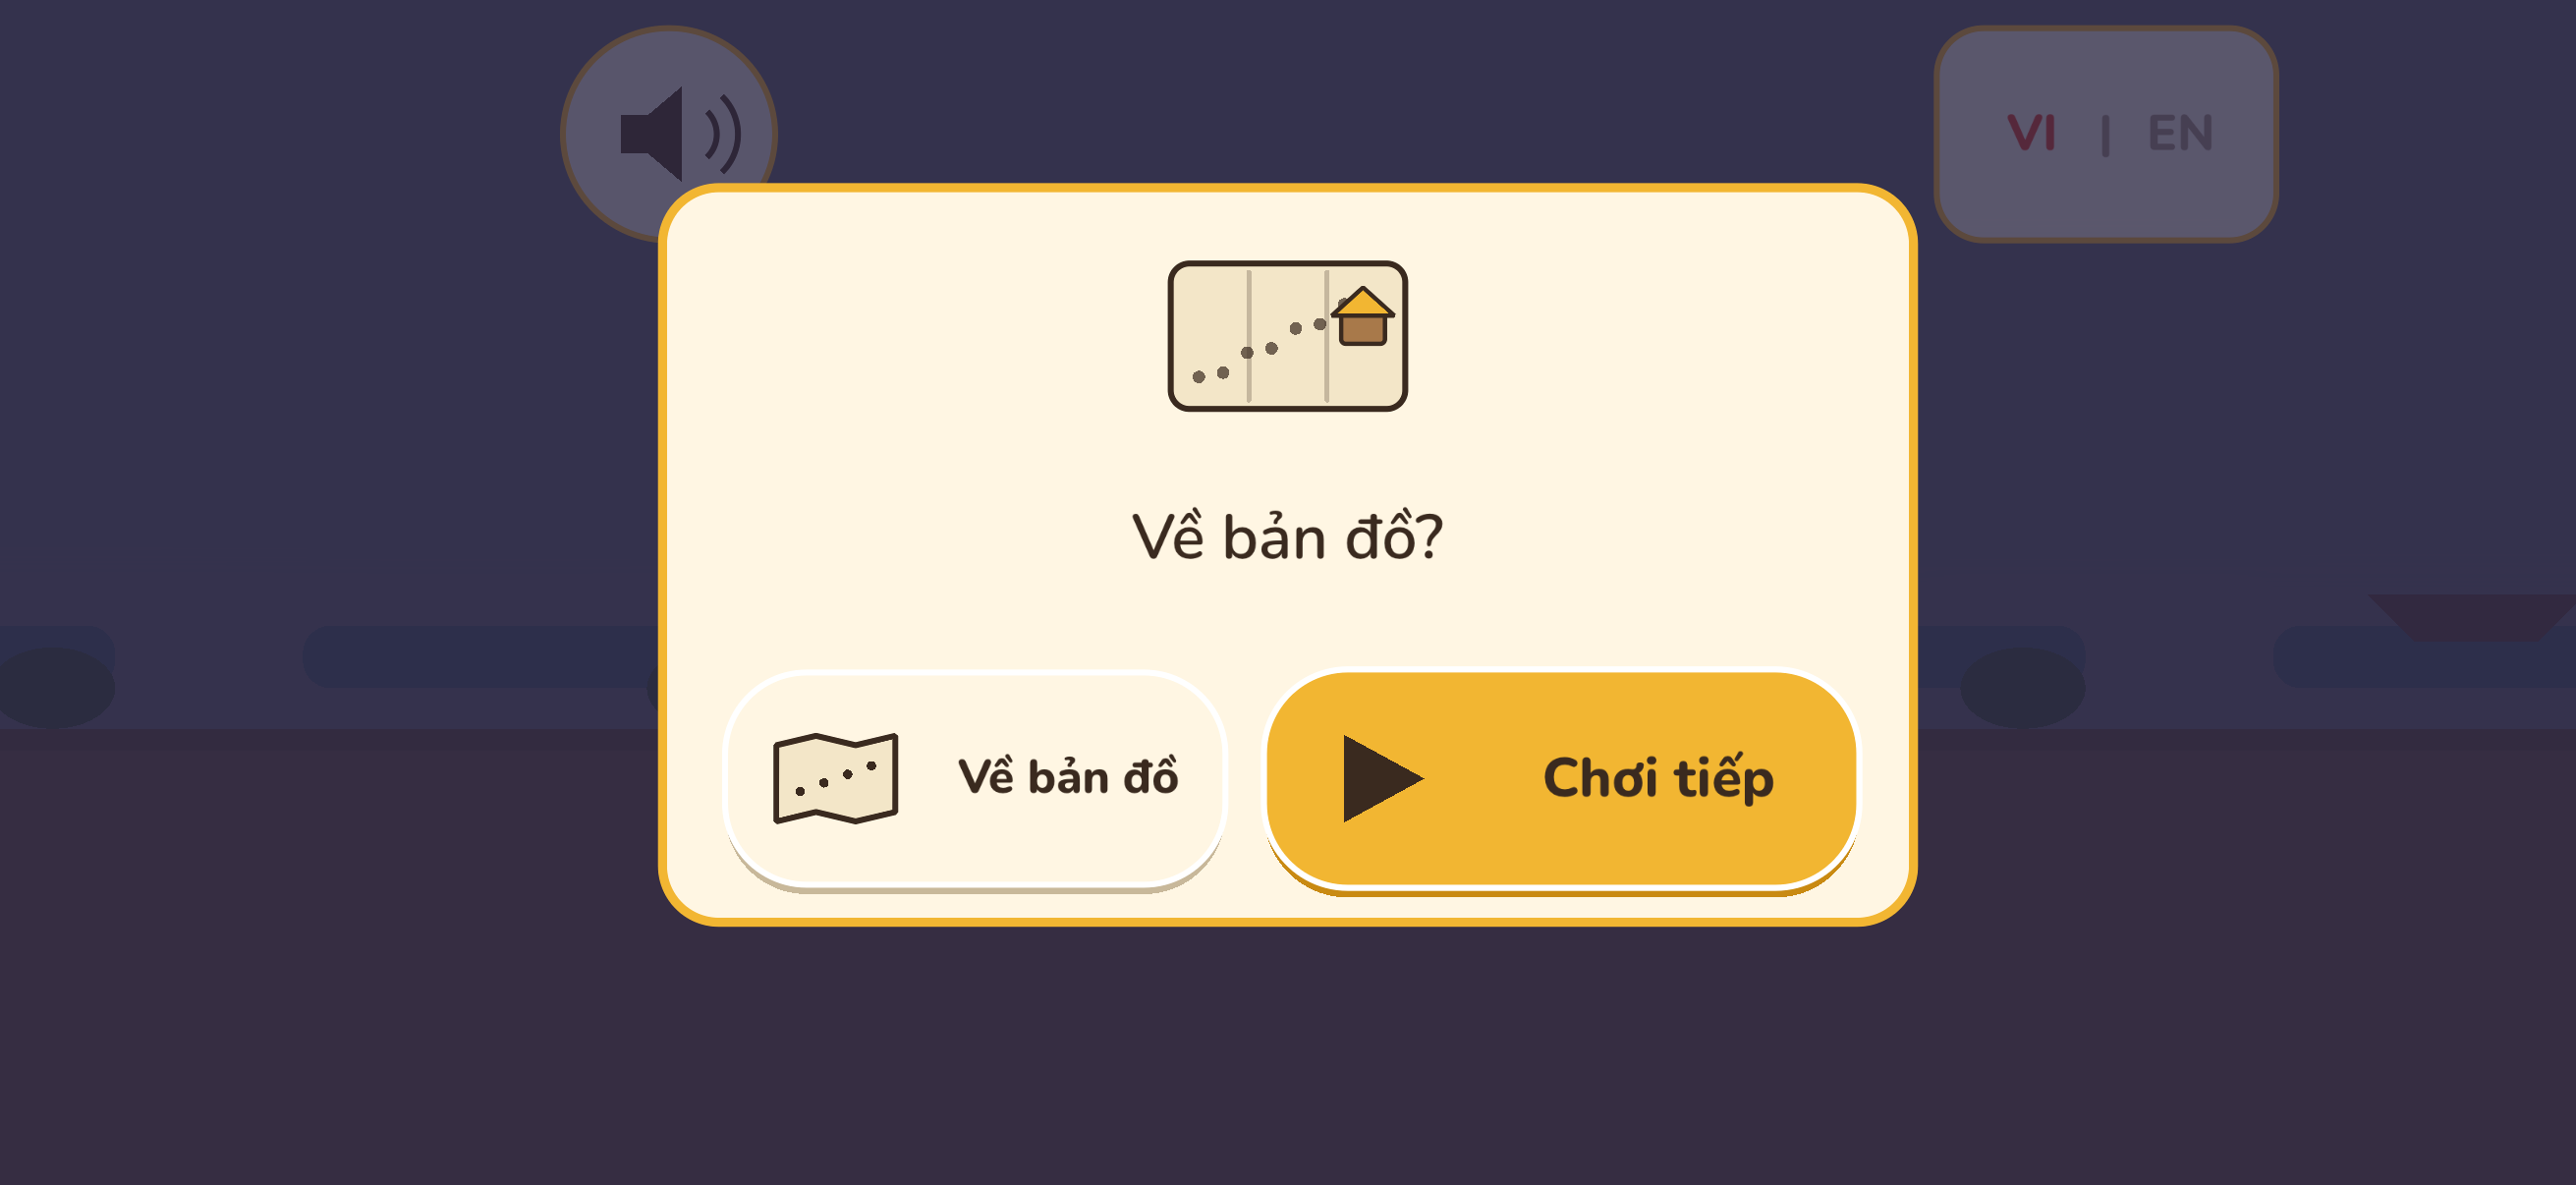 VI | EN
Về bản đồ?
Về bản đồ
Chơi tiếp